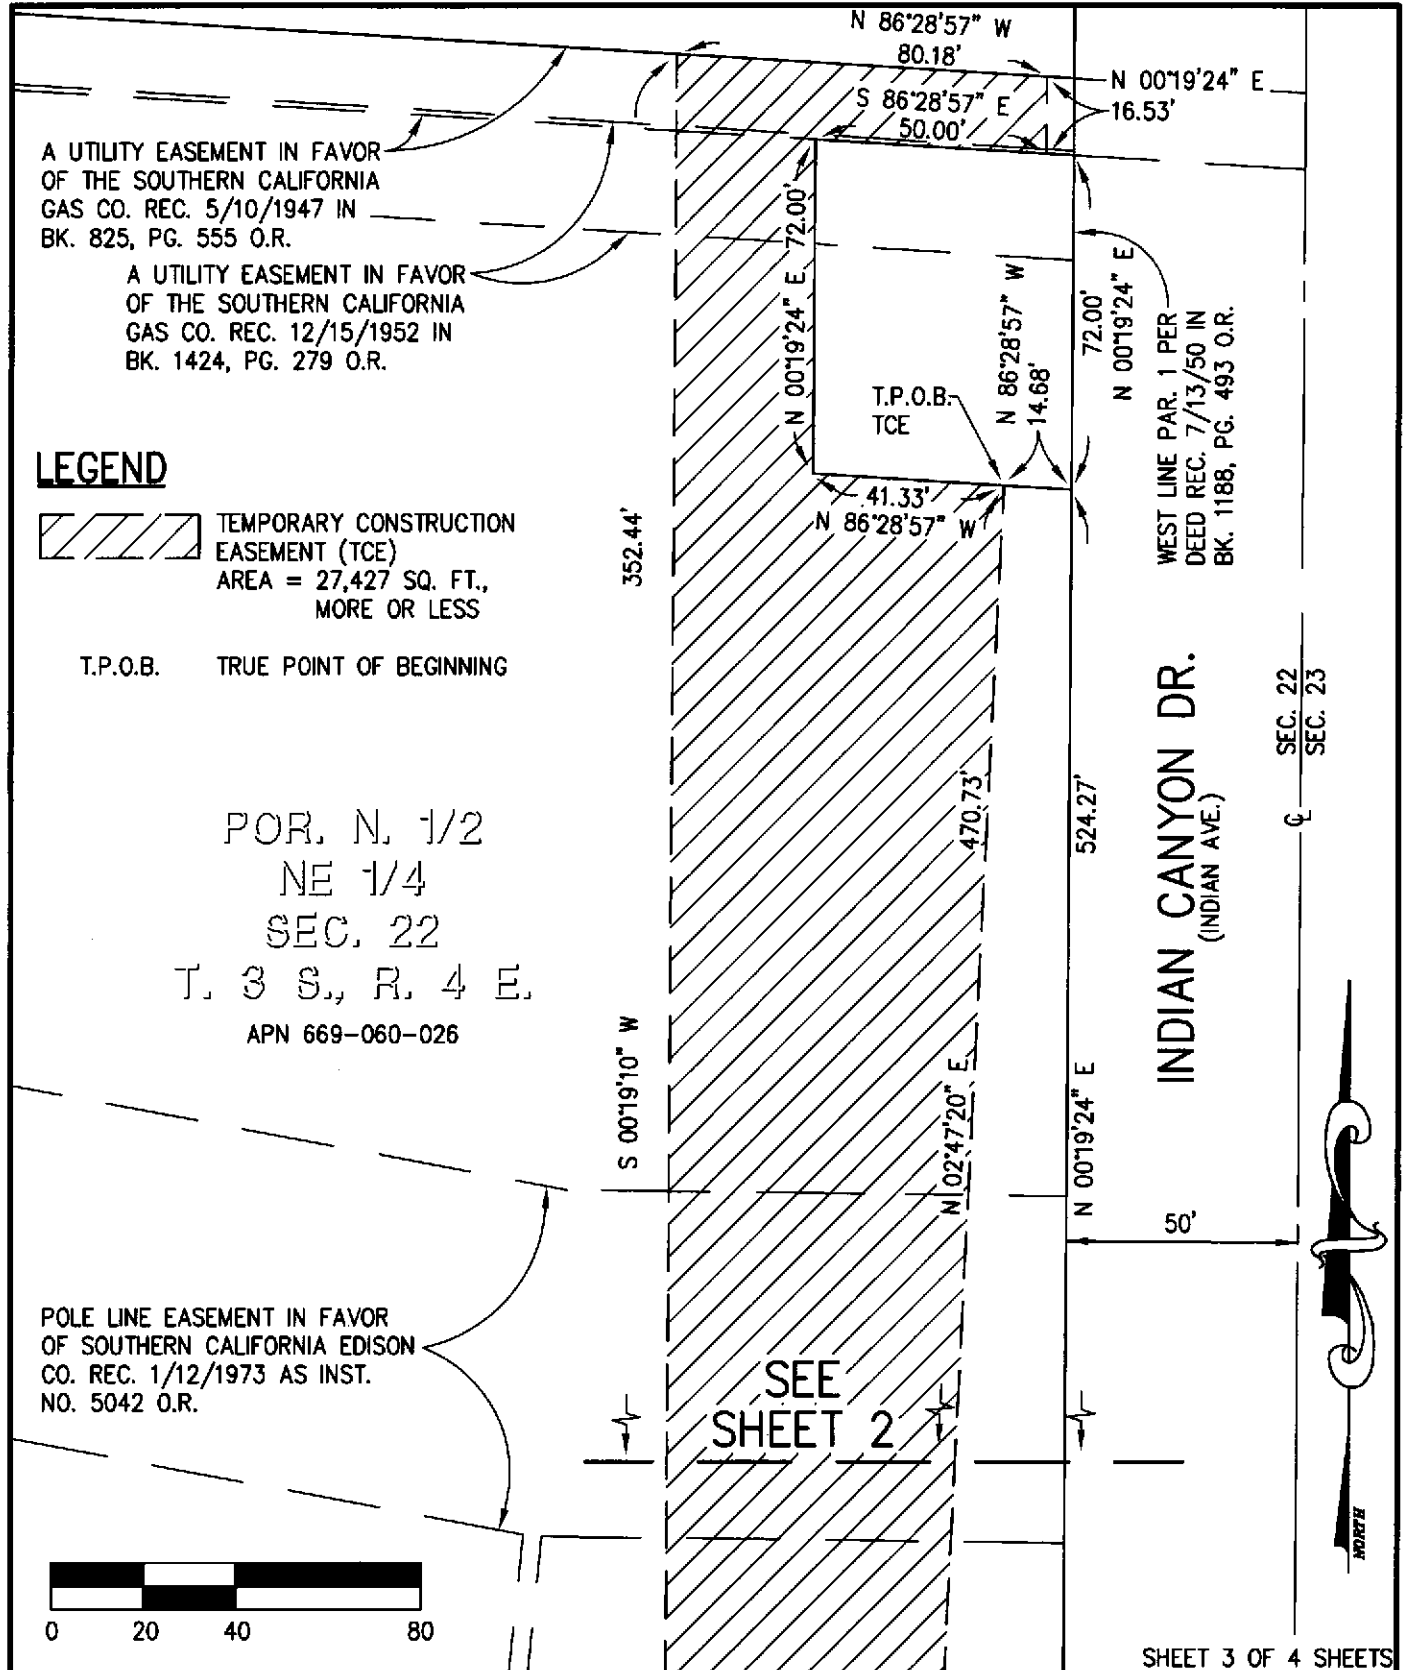 N 86°28'57" W
80.18'
N 00°19'24" E
16.53'
S 86°28'57" E
50.00'
A UTILITY EASEMENT IN FAVOR
OF THE SOUTHERN CALIFORNIA
GAS CO. REC. 5/10/1947 IN
BK. 825, PG. 555 O.R.
A UTILITY EASEMENT IN FAVOR
OF THE SOUTHERN CALIFORNIA
GAS CO. REC. 12/15/1952 IN
BK. 1424, PG. 279 O.R.
N 00°19'24" E 72.00'
T.P.O.B.
TCE
N 86°28'57" W
14.68'
72.00'
N 00°19'24" E
WEST LINE PAR. 1 PER
DEED REC. 7/13/50 IN
BK. 1188, PG. 493 O.R.
41.33'
N 86°28'57" W
LEGEND
TEMPORARY CONSTRUCTION
EASEMENT (TCE)
AREA = 27,427 SQ. FT.,
MORE OR LESS
T.P.O.B. TRUE POINT OF BEGINNING
352.44'
S 00°19'10" W
470.73'
N 02°47'20" E
524.27'
N 00°19'24" E
INDIAN CANYON DR.
(INDIAN AVE.)
SEC. 22
SEC. 23
CL
POR. N. 1/2
NE 1/4
SEC. 22
T. 3 S., R. 4 E.
APN 669-060-026
50'
POLE LINE EASEMENT IN FAVOR
OF SOUTHERN CALIFORNIA EDISON
CO. REC. 1/12/1973 AS INST.
NO. 5042 O.R.
SEE
SHEET 2
NORTH
0 20 40 80
SHEET 3 OF 4 SHEETS